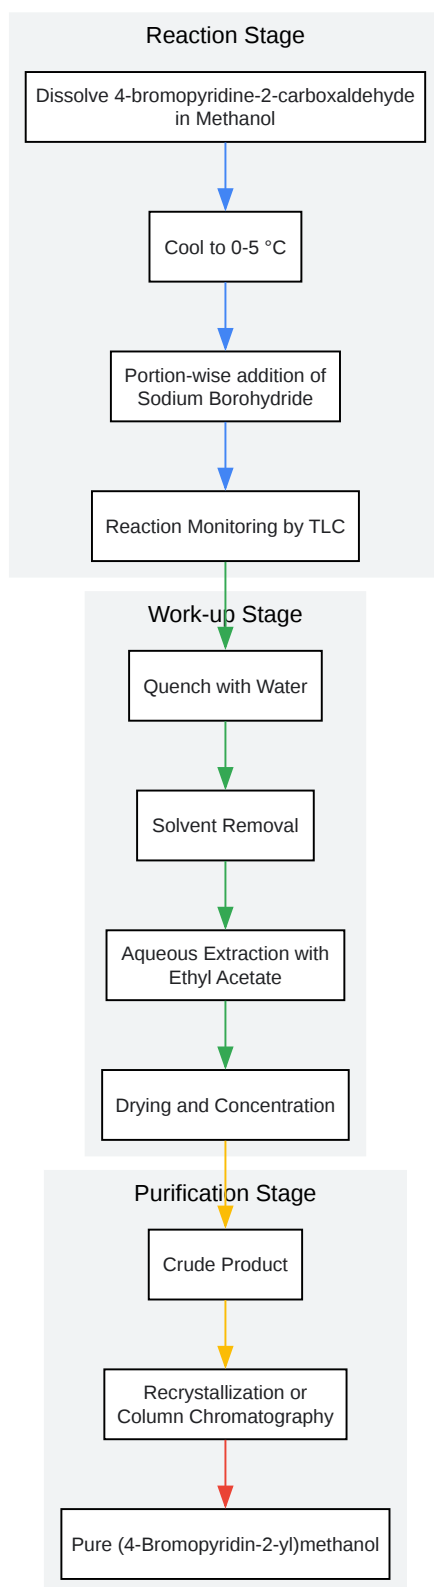 Reaction Stage
Dissolve 4-bromopyridine-2-carboxaldehyde
in Methanol
Cool to 0-5 °C
Portion-wise addition of
Sodium Borohydride
Reaction Monitoring by TLC
Work-up Stage
Quench with Water
Solvent Removal
Aqueous Extraction with
Ethyl Acetate
Drying and Concentration
Purification Stage
Crude Product
Recrystallization or
Column Chromatography
Pure (4-Bromopyridin-2-yl)methanol